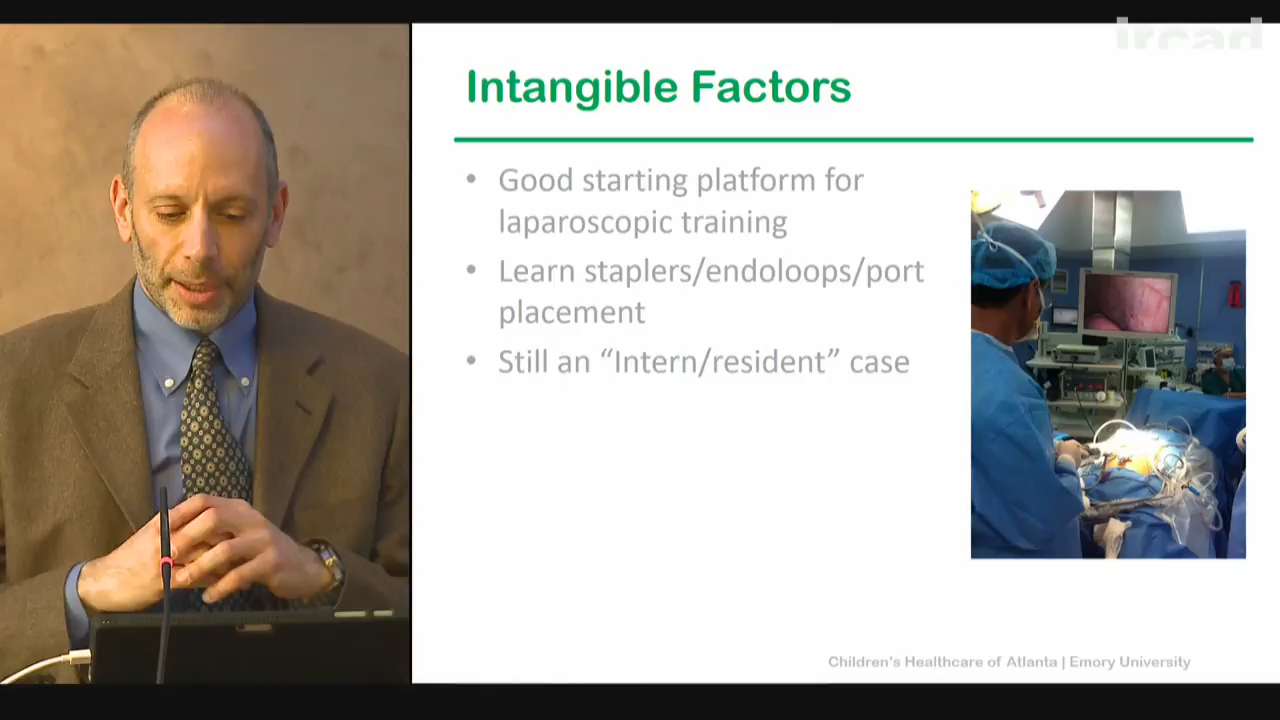 ircad
Intangible Factors
• Good starting platform for
laparoscopic training
• Learn staplers/endoloops/port
placement
• Still an “Intern/resident” case
Children's Healthcare of Atlanta | Emory University